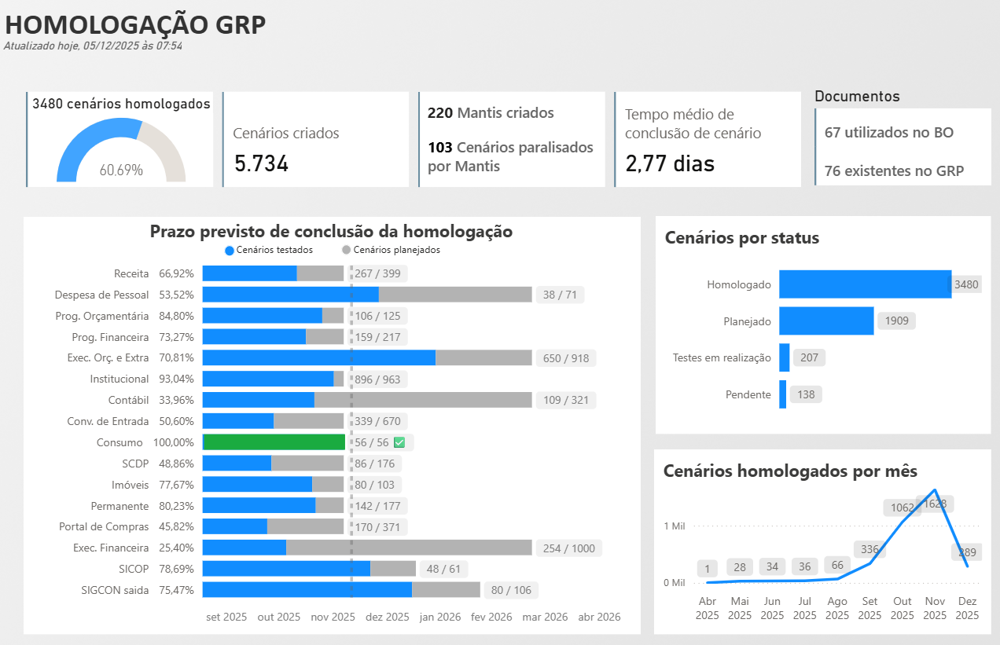 HOMOLOGAÇÃO GRP
Atualizado hoje, 05/12/2025 às 07:54
3480 cenários homologados
60,69%
Cenários criados
5.734
220 Mantis criados
103 Cenários paralisados
por Mantis
Tempo médio de
conclusão de cenário
2,77 dias
Documentos
67 utilizados no BO
76 existentes no GRP
Prazo previsto de conclusão da homologação
Cenários testados Cenários planejados
Receita 66,92% 267 / 399
Despesa de Pessoal 53,52% 38 / 71
Prog. Orçamentária 84,80% 106 / 125
Prog. Financeira 73,27% 159 / 217
Exec. Orç. e Extra 70,81% 650 / 918
Institucional 93,04% 896 / 963
Contábil 33,96% 109 / 321
Conv. de Entrada 50,60% 339 / 670
Consumo 100,00% 56 / 56 ✅
SCDP 48,86% 86 / 176
Imóveis 77,67% 80 / 103
Permanente 80,23% 142 / 177
Portal de Compras 45,82% 170 / 371
Exec. Financeira 25,40% 254 / 1000
SICOP 78,69% 48 / 61
SIGCON saida 75,47% 80 / 106
set 2025 out 2025 nov 2025 dez 2025 jan 2026 fev 2026 mar 2026 abr 2026
Cenários por status
Homologado 3480
Planejado 1909
Testes em realização 207
Pendente 138
Cenários homologados por mês
1 Mil
0 Mil
1 28 34 36 66 336 1062 1628 289
Abr Mai Jun Jul Ago Set Out Nov Dez
2025 2025 2025 2025 2025 2025 2025 2025 2025